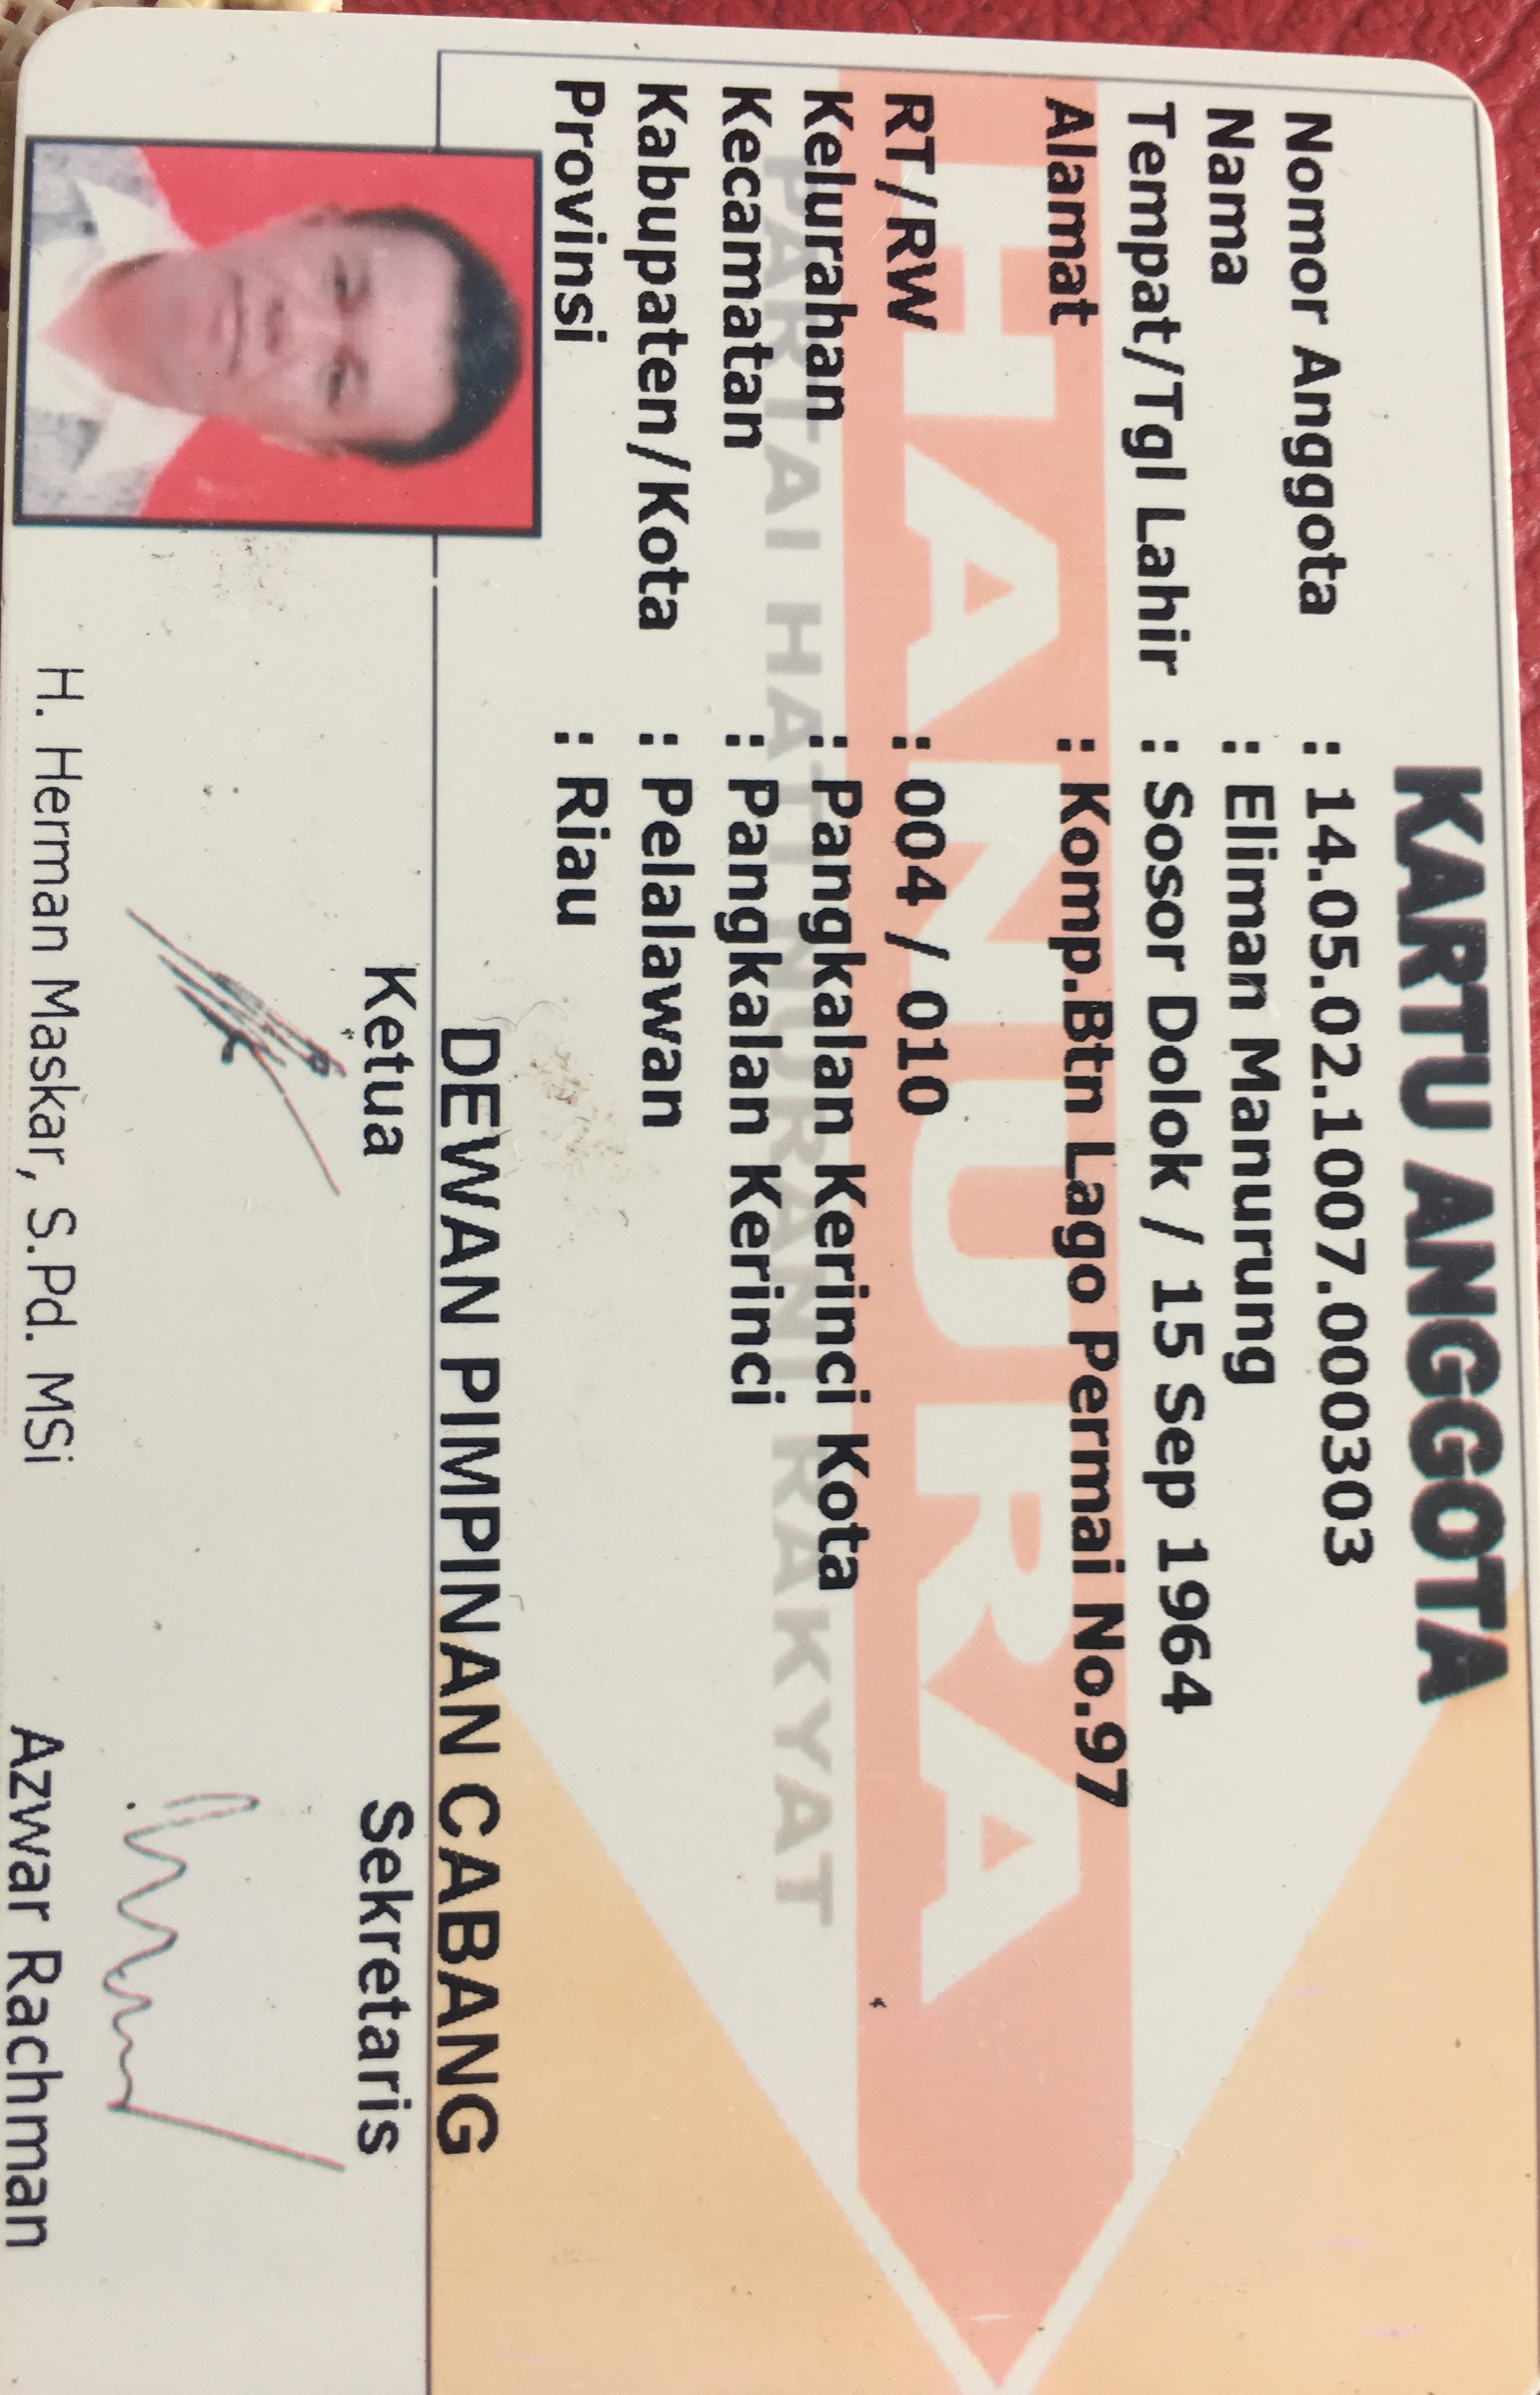 KARTU ANGGOTA
Nomor Anggota : 14.05.02.1007.000303
Nama : Eliman Manurung
Tempat/Tgl Lahir : Sosor Dolok / 15 Sep 1964
Alamat : Komp.Btn Lago Permai No.97
HANURA
RT/RW : 004 / 010
Kelurahan : Pangkalan Kerinci Kota
PARTAI HATI NURANI RAKYAT
Kecamatan : Pangkalan Kerinci
Kabupaten/Kota : Pelalawan
Provinsi : Riau
DEWAN PIMPINAN CABANG
Ketua Sekretaris
H. Herman Maskar, S.Pd. MSi Azwar Rachman